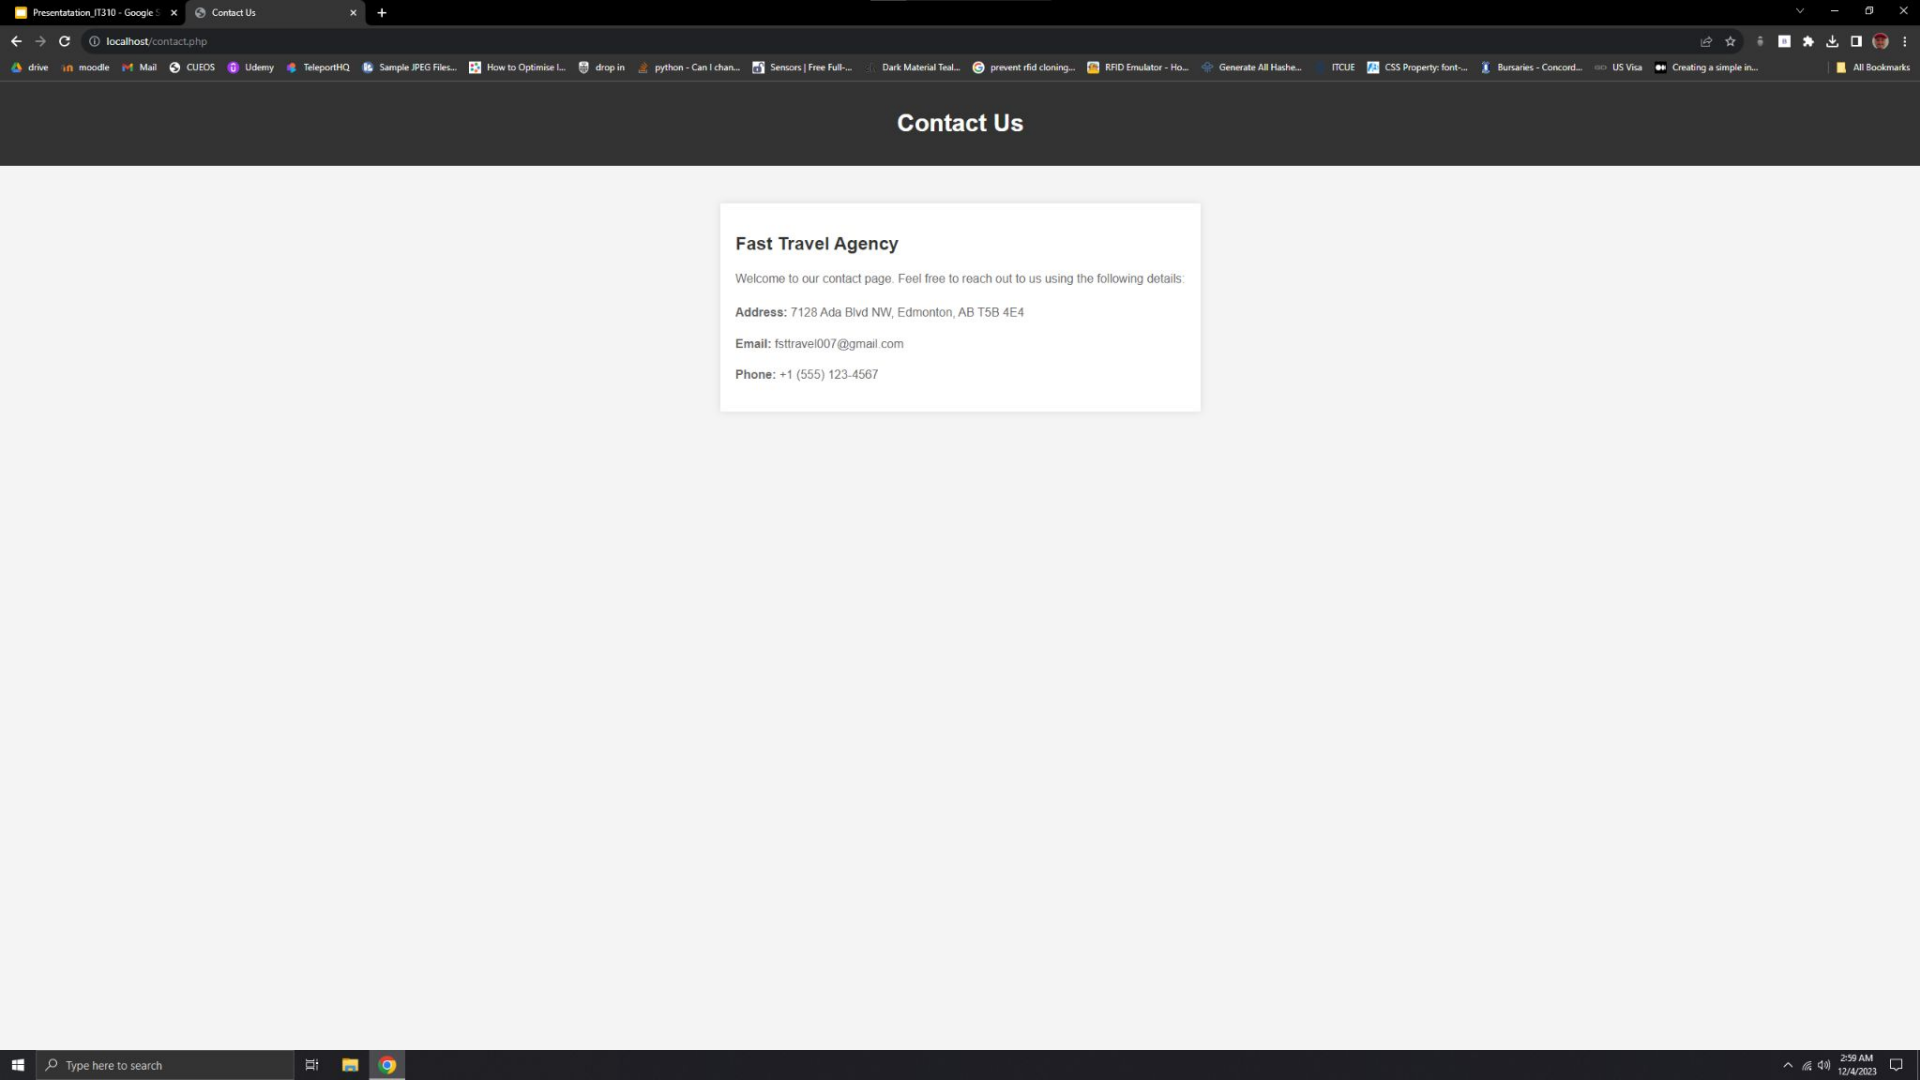 Presentatation_IT310 - Google S
Contact Us
localhost/contact.php
drive moodle Mail CUEOS Udemy TeleportHQ Sample JPEG Files... How to Optimise I... drop in python - Can I chan... Sensors | Free Full-... Dark Material Teal... prevent rfid cloning... RFID Emulator - Ho... Generate All Hashe... ITCUE CSS Property: font-... Bursaries - Concord... US Visa Creating a simple in... All Bookmarks
Contact Us
Fast Travel Agency
Welcome to our contact page. Feel free to reach out to us using the following details:
Address: 7128 Ada Blvd NW, Edmonton, AB T5B 4E4
Email: fsttravel007@gmail.com
Phone: +1 (555) 123-4567
Type here to search
2:59 AM
12/4/2023